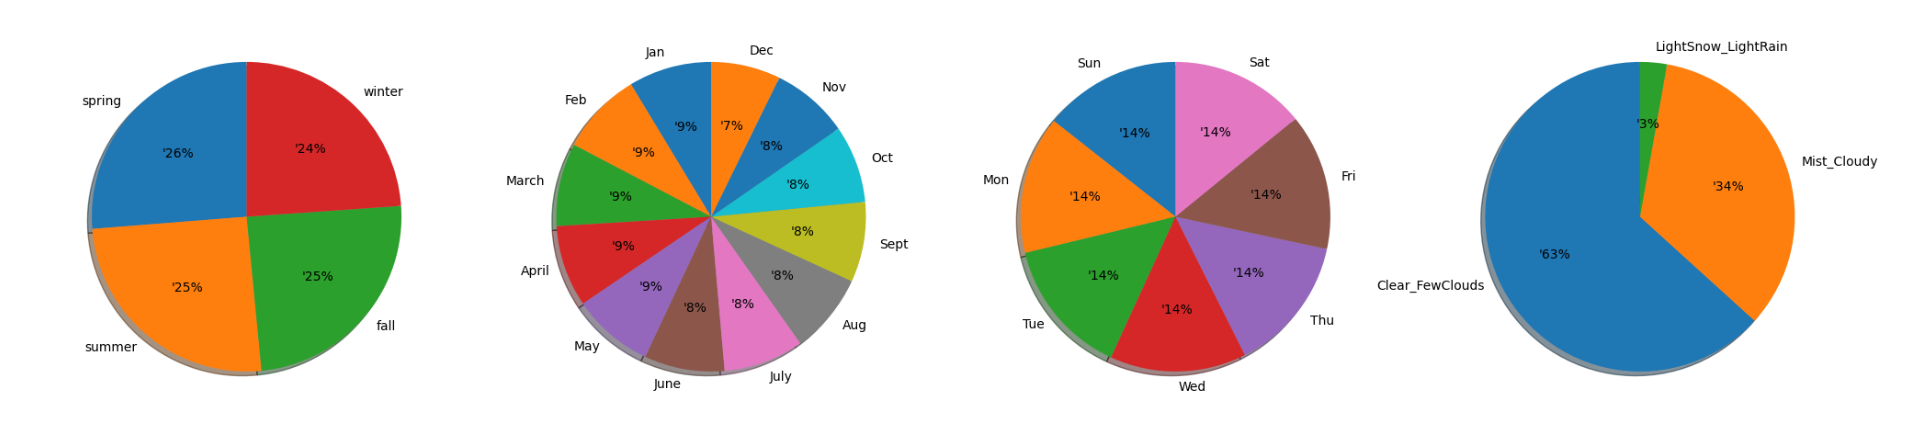 spring
'26%
winter
'24%
summer
'25%
fall
'25%
Jan
'9%
Feb
'9%
March
'9%
April
'9%
May
'9%
June
'8%
July
'8%
Aug
'8%
Sept
'8%
Oct
'8%
Nov
'8%
Dec
'7%
Sun
'14%
Mon
'14%
Tue
'14%
Wed
'14%
Thu
'14%
Fri
'14%
Sat
'14%
Clear_FewClouds
'63%
Mist_Cloudy
'34%
LightSnow_LightRain
'3%